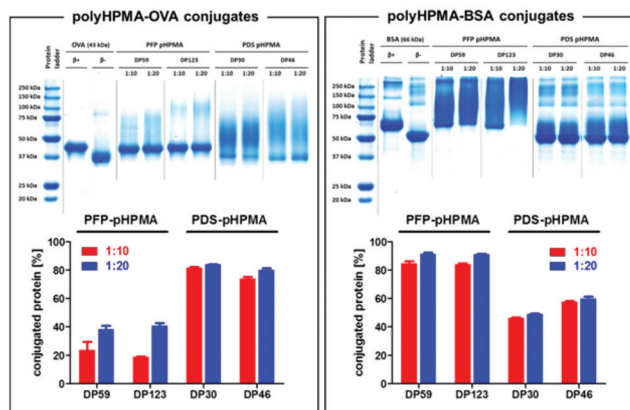 polyHPMA-OVA conjugates
Protein ladder
OVA (43 kDa)
PFP pHPMA
PDS pHPMA
β+
β-
DP59
DP123
DP30
DP46
1:10
1:20
1:10
1:20
1:10
1:20
1:10
1:20
250 kDa
150 kDa
100 kDa
75 kDa
50 kDa
37 kDa
25 kDa
20 kDa
PFP-pHPMA
PDS-pHPMA
1:10
1:20
conjugated protein [%]
100
80
60
40
20
0
DP59
DP123
DP30
DP46
polyHPMA-BSA conjugates
Protein ladder
BSA (66 kDa)
PFP pHPMA
PDS pHPMA
β+
β-
DP59
DP123
DP30
DP46
1:10
1:20
1:10
1:20
1:10
1:20
1:10
1:20
250 kDa
150 kDa
100 kDa
75 kDa
50 kDa
37 kDa
25 kDa
20 kDa
PFP-pHPMA
PDS-pHPMA
1:10
1:20
conjugated protein [%]
100
80
60
40
20
0
DP59
DP123
DP30
DP46